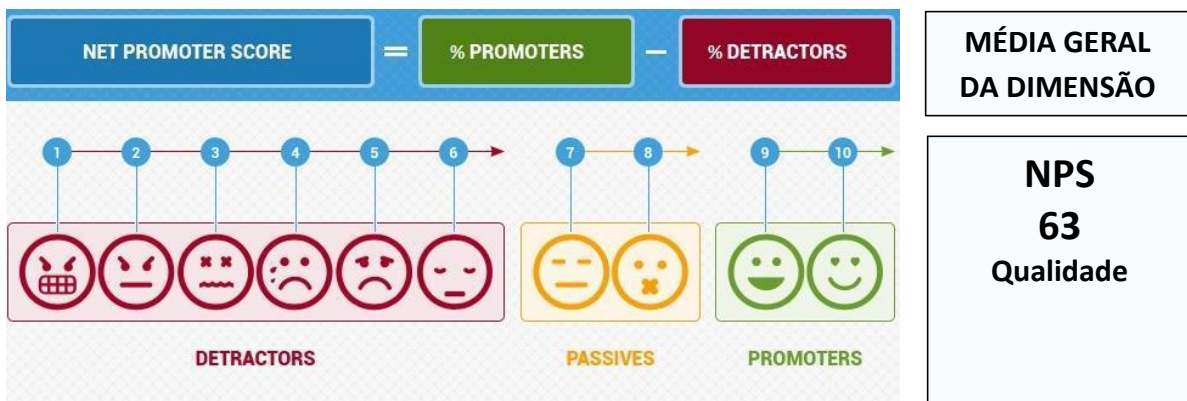 NET PROMOTER SCORE = % PROMOTERS − % DETRACTORS
1 2 3 4 5 6 7 8 9 10
DETRACTORS PASSIVES PROMOTERS
MÉDIA GERAL
DA DIMENSÃO
NPS
63
Qualidade